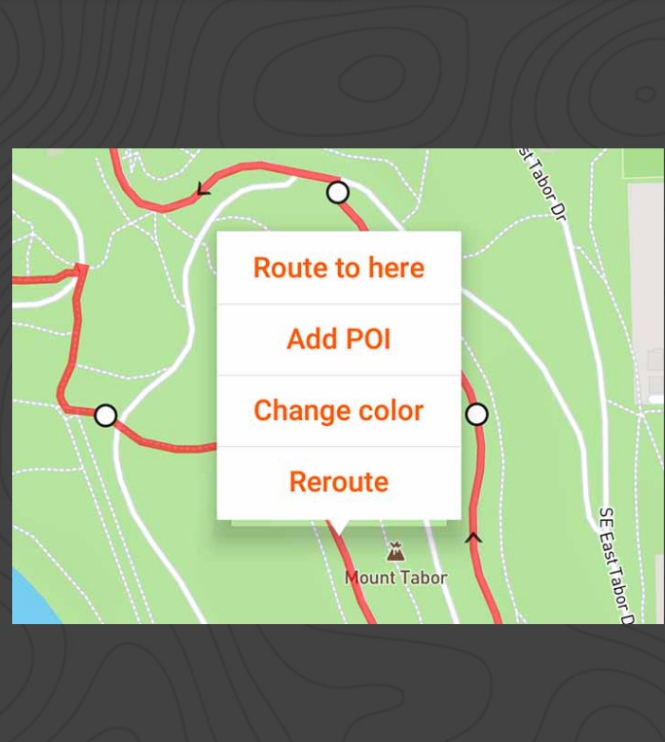 st Tabor Dr
Route to here
Add POI
Change color
Reroute
Mount Tabor
SE East Tabor D